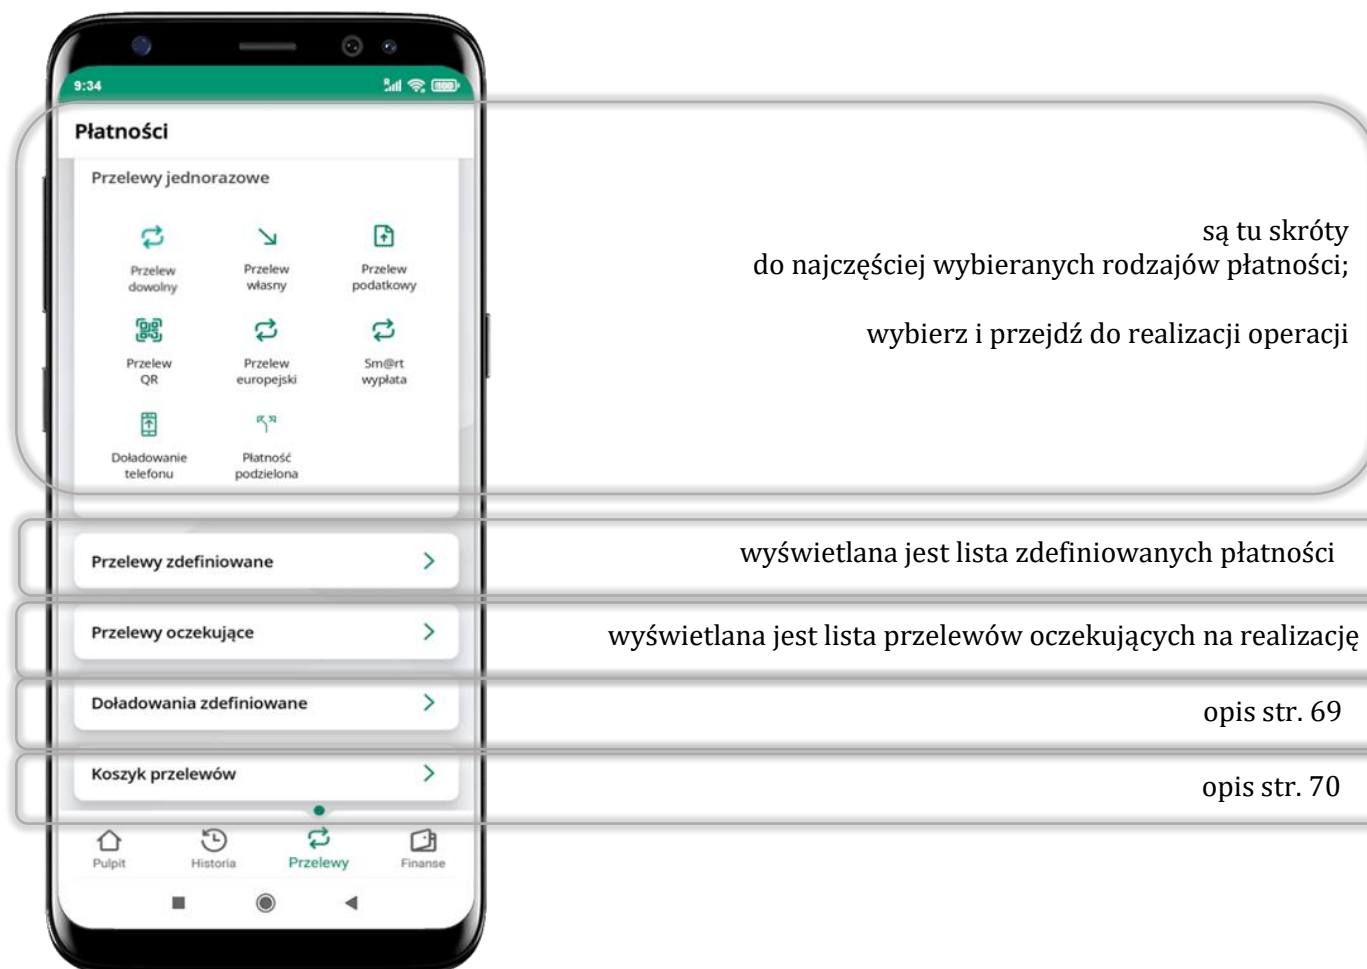 9:34
Płatności
Przelewy jednorazowe
Przelew
dowolny
Przelew
własny
Przelew
podatkowy
Przelew
QR
Przelew
europejski
Sm@rt
wypłata
Doładowanie
telefonu
Płatność
podzielona
są tu skróty
do najczęściej wybieranych rodzajów płatności;
wybierz i przejdź do realizacji operacji
Przelewy zdefiniowane
wyświetlana jest lista zdefiniowanych płatności
Przelewy oczekujące
wyświetlana jest lista przelewów oczekujących na realizację
Doładowania zdefiniowane
opis str. 69
Koszyk przelewów
opis str. 70
Pulpit
Historia
Przelewy
Finanse